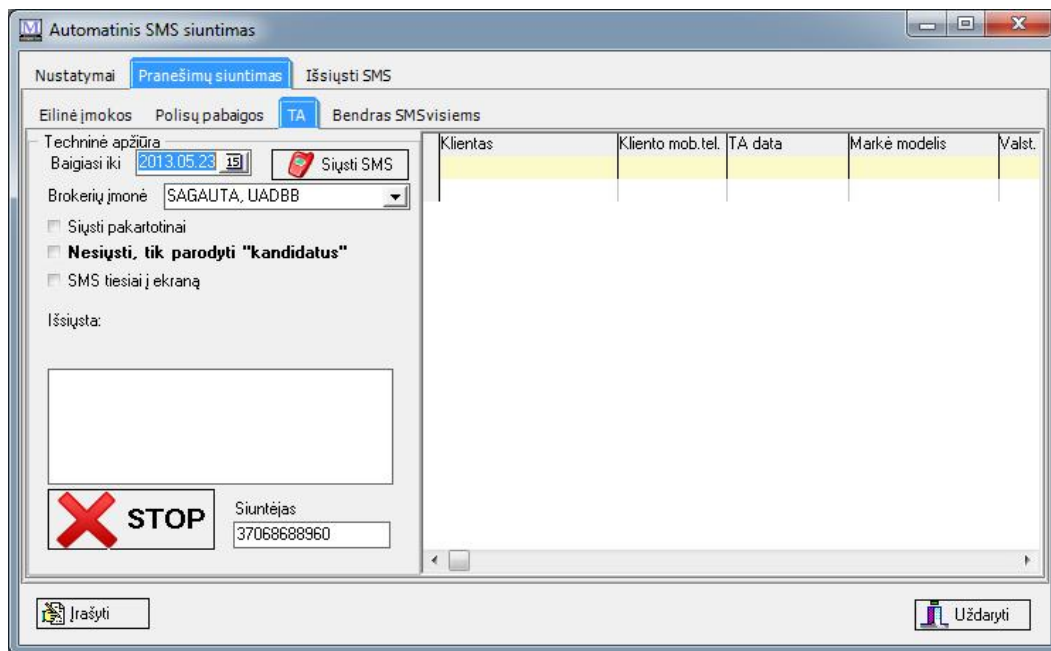 Automatinis SMS siuntimas
Nustatymai Pranešimų siuntimas Išsiųsti SMS
Eilinė įmokos Polisų pabaigos TA Bendras SMSvisiems
Techninė apžiūra
Baigiasi iki 2013.05.23 15 Siųsti SMS
Brokerių įmonė SAGAUTA, UADBB
Siųsti pakartotinai
Nesiųsti, tik parodyti "kandidatus"
SMS tiesiai į ekraną
Išsiųsta:
STOP
Siuntėjas
37068688960
Klientas Kliento mob.tel. TA data Markė modelis Valst.
Įrašyti
Uždaryti